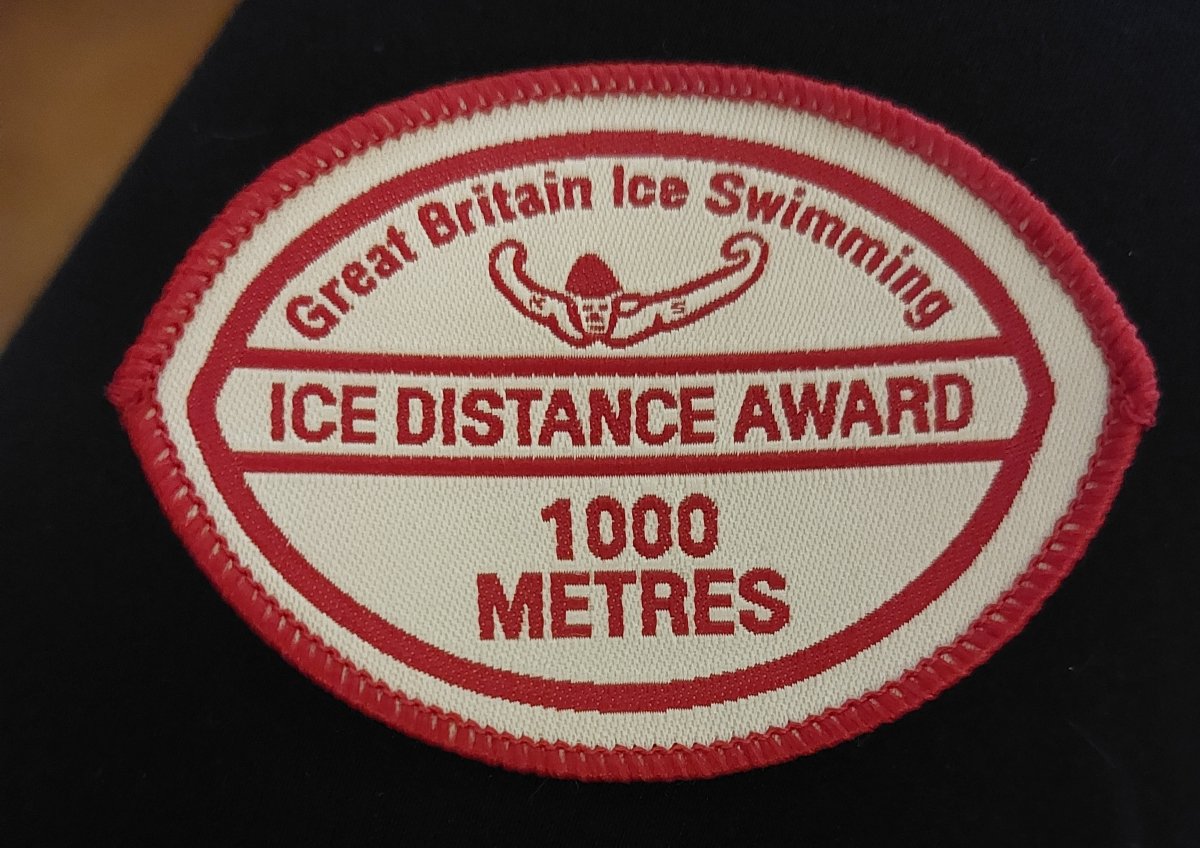 Great Britain Ice Swimming
ICE DISTANCE AWARD
1000
METRES